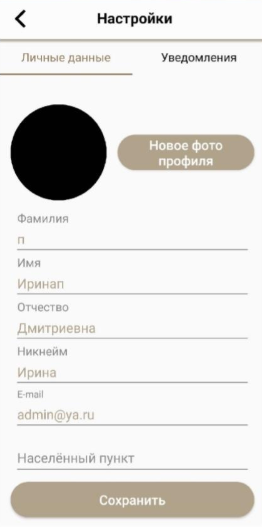 Настройки
Личные данные
Уведомления
Новое фото
профиля
Фамилия
п
Имя
Иринап
Отчество
Дмитриевна
Никнейм
Ирина
E-mail
admin@ya.ru
Населённый пункт
Сохранить